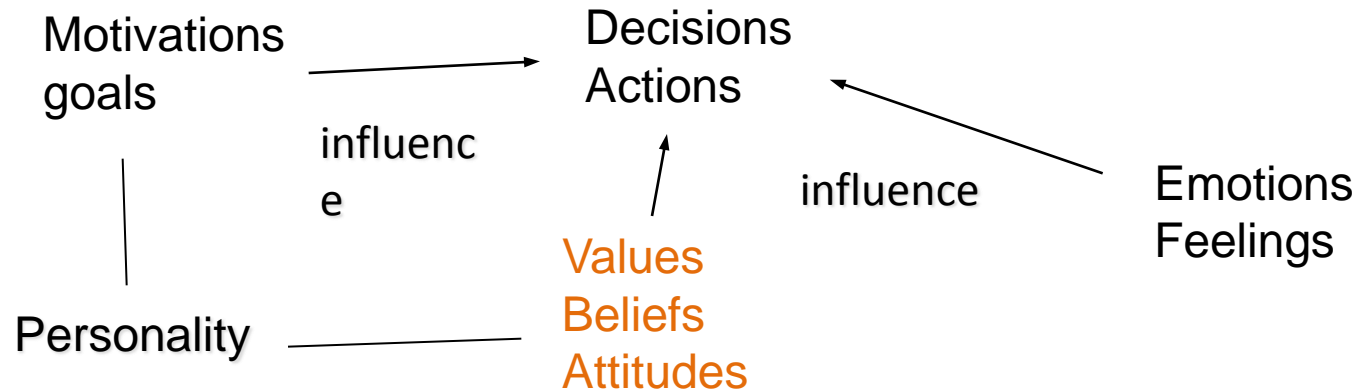 Motivations
goals
Decisions
Actions
influenc
e
influence
Emotions
Feelings
Values
Beliefs
Attitudes
Personality